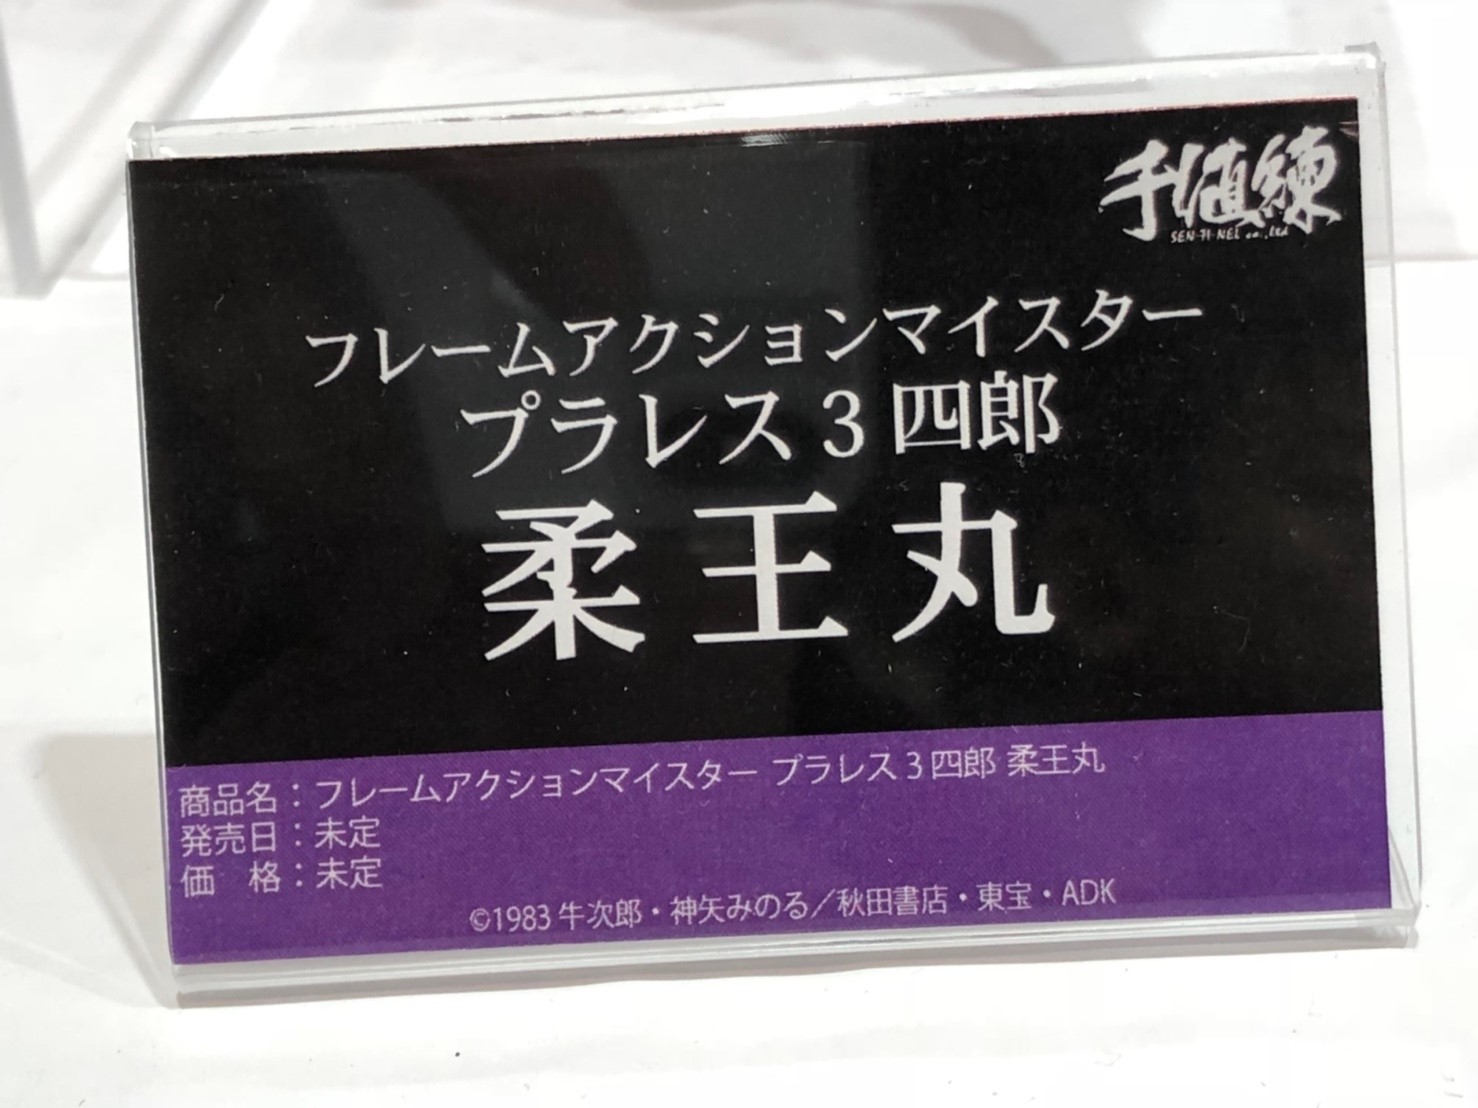 千値練
SEN-TI-NEL co.,Ltd
フレームアクションマイスター
プラレス3四郎
柔王丸
商品名：フレームアクションマイスター プラレス3四郎 柔王丸
発売日：未定
価　格：未定
©1983 牛次郎・神矢みのる／秋田書店・東宝・ADK